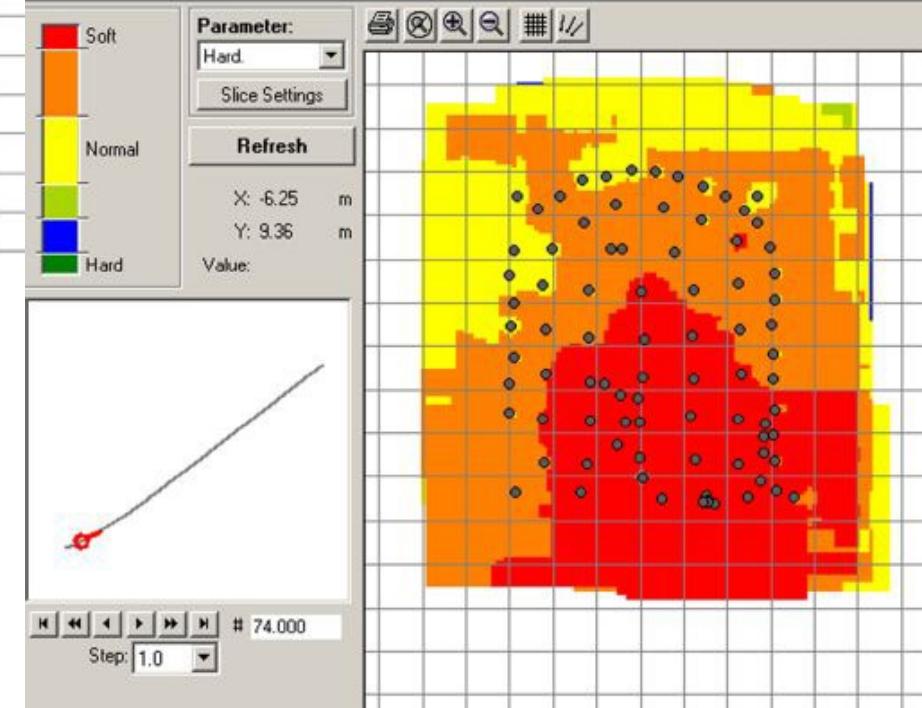 Soft
Normal
Hard
Parameter:
Hard.
Slice Settings
Refresh
X: -6.25 m
Y: 9.36 m
Value:
# 74.000
Step: 1.0